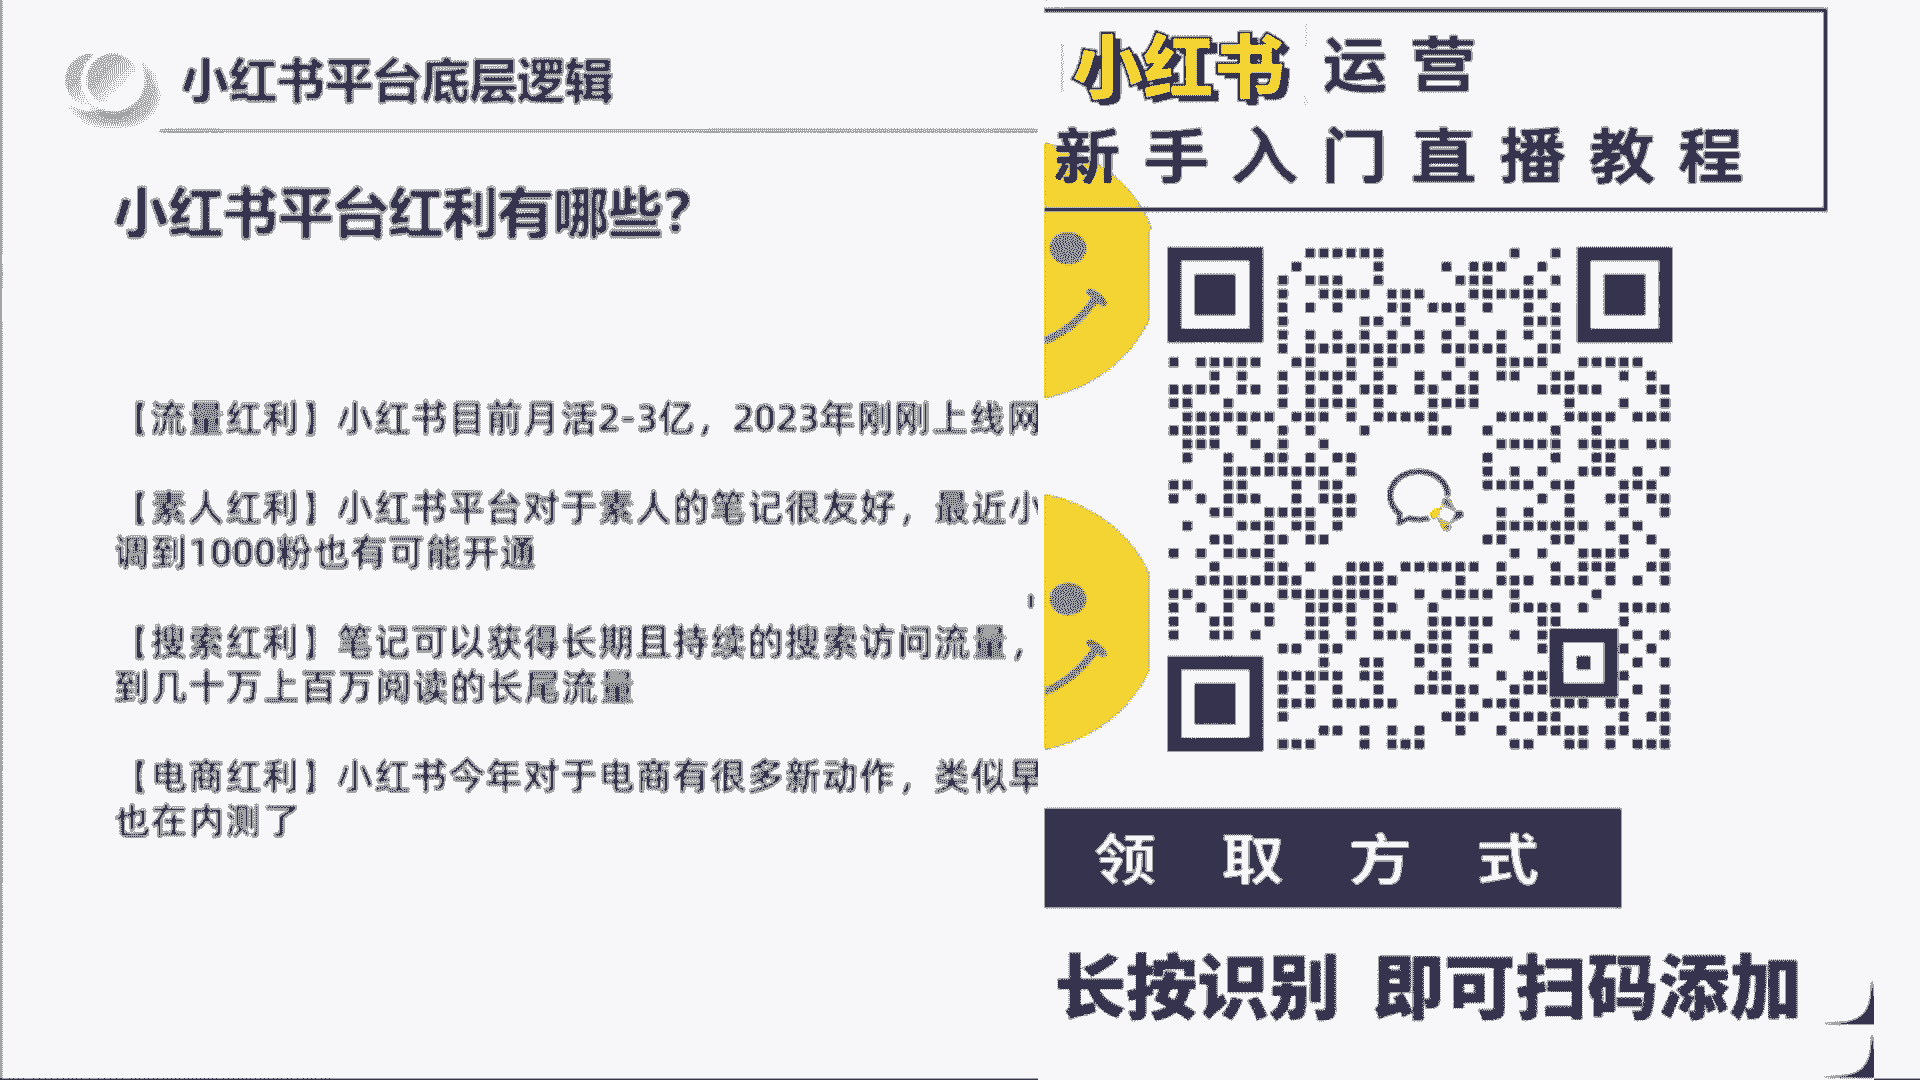 小红书平台底层逻辑
小红书平台红利有哪些?
【流量红利】小红书目前月活2-3亿，2023年刚刚上线网
【素人红利】小红书平台对于素人的笔记很友好，最近小
调到1000粉也有可能开通
【搜索红利】笔记可以获得长期且持续的搜索访问流量，
到几十万上百万阅读的长尾流量
【电商红利】小红书今年对于电商有很多新动作，类似早
也在内测了
小红书 运营
新手入门直播教程
领取方式
长按识别 即可扫码添加